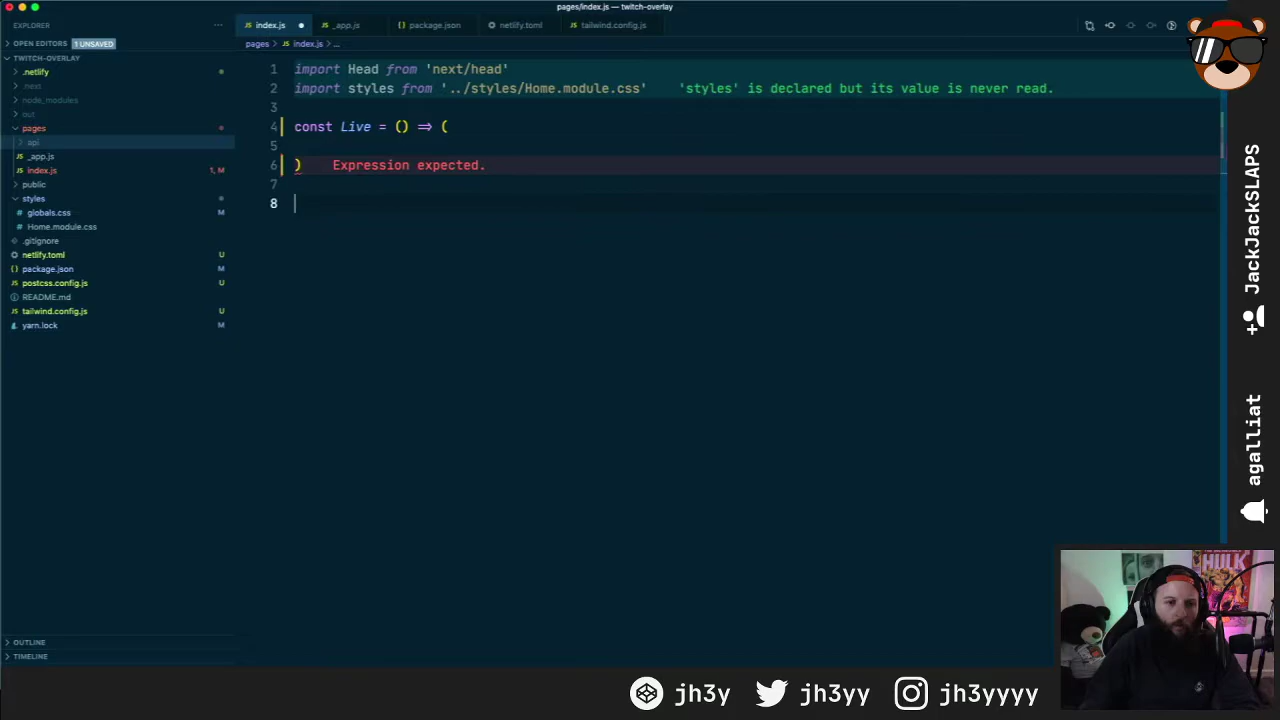 pages/index.js — twitch-overlay
EXPLORER
index.js
_app.js
package.json
netlify.toml
tailwind.config.js
OPEN EDITORS 1 UNSAVED
pages > index.js > ...
TWITCH-OVERLAY
.netlify
.next
node_modules
out
pages
api
_app.js
index.js 1, M
public
styles
globals.css M
Home.module.css
.gitignore
netlify.toml U
package.json M
postcss.config.js U
README.md
tailwind.config.js U
yarn.lock M
OUTLINE
TIMELINE
1 import Head from 'next/head'
2 import styles from '../styles/Home.module.css' 'styles' is declared but its value is never read.
3
4 const Live = () => (
5
6 ) Expression expected.
7
8
JackJackSLAPS
agalliat
HULK
jh3y
jh3yy
jh3yyyy